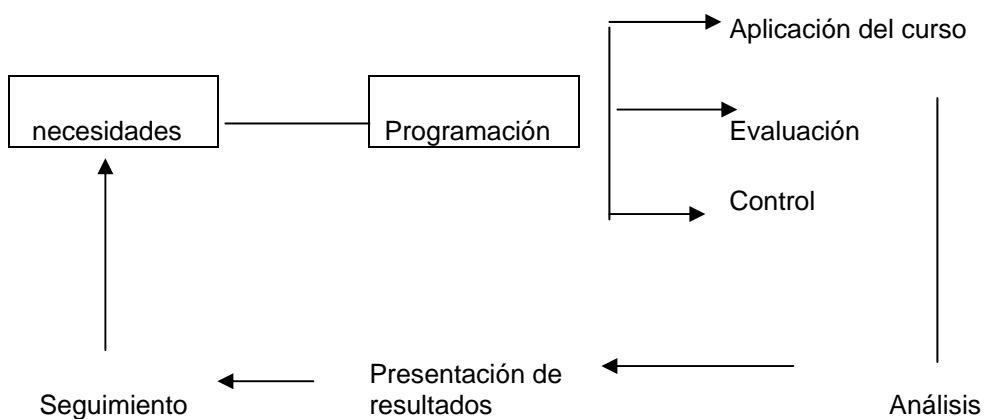 Aplicación del curso
necesidades
Programación
Evaluación
Control
Presentación de
resultados
Seguimiento
Análisis